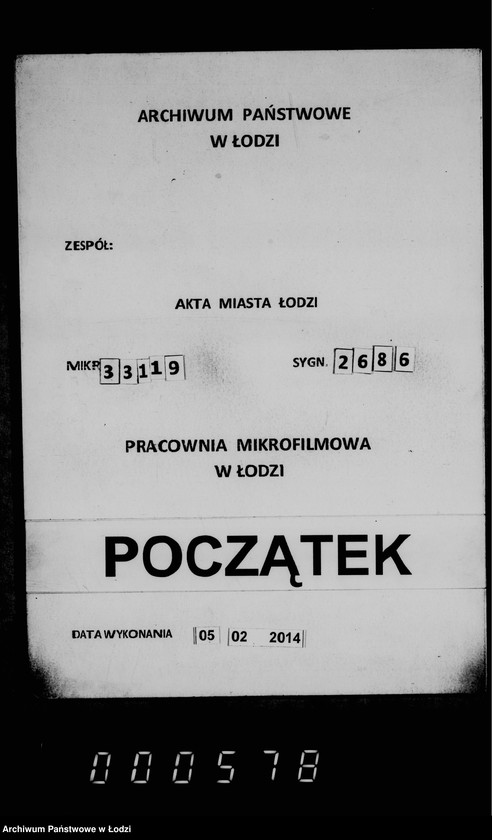 ARCHIWUM PAŃSTWOWE
W ŁODZI
ZESPÓŁ:
AKTA MIASTA ŁODZI
MIKR 33119 SYGN. 2686
PRACOWNIA MIKROFILMOWA
W ŁODZI
POCZĄTEK
DATA WYKONANIA 05 02 2014
000578
Archiwum Państwowe w Łodzi